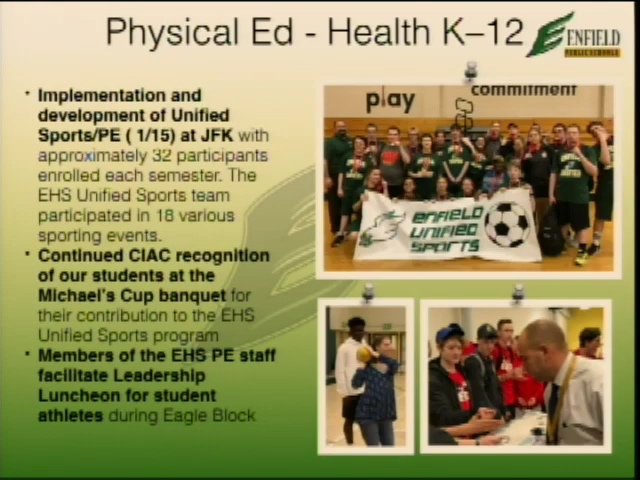 Physical Ed - Health K–12
ENFIELD
PUBLIC SCHOOLS
• Implementation and
development of Unified
Sports/PE ( 1/15) at JFK with
approximately 32 participants
enrolled each semester. The
EHS Unified Sports team
participated in 18 various
sporting events.
• Continued CIAC recognition
of our students at the
Michael's Cup banquet for
their contribution to the EHS
Unified Sports program
• Members of the EHS PE staff
facilitate Leadership
Luncheon for student
athletes during Eagle Block
play
commitment
ENFIELD
UNIFIED
SPORTS